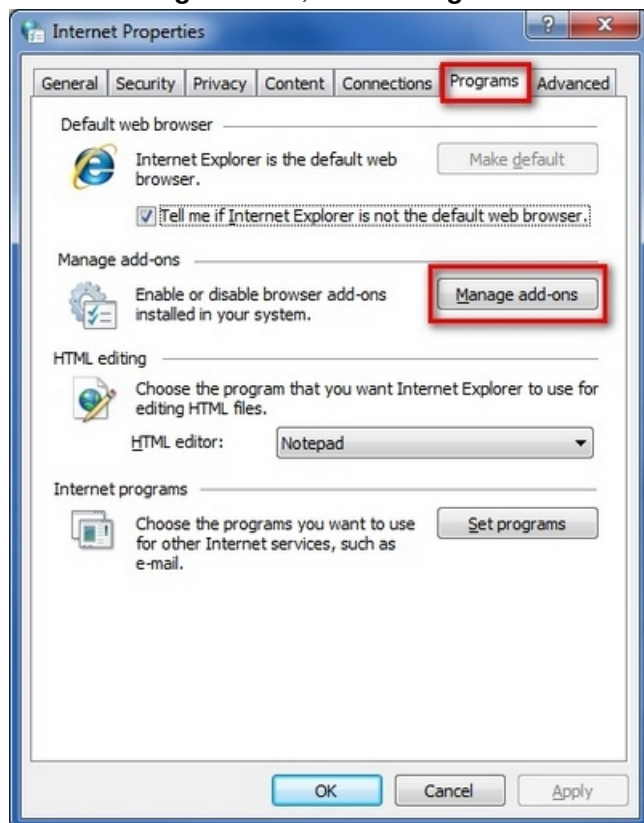 Internet Properties
General Security Privacy Content Connections Programs Advanced
Default web browser
Internet Explorer is the default web
browser.
Make default
Tell me if Internet Explorer is not the default web browser.
Manage add-ons
Enable or disable browser add-ons
installed in your system.
Manage add-ons
HTML editing
Choose the program that you want Internet Explorer to use for
editing HTML files.
HTML editor: Notepad
Internet programs
Choose the programs you want to use
for other Internet services, such as
e-mail.
Set programs
OK Cancel Apply